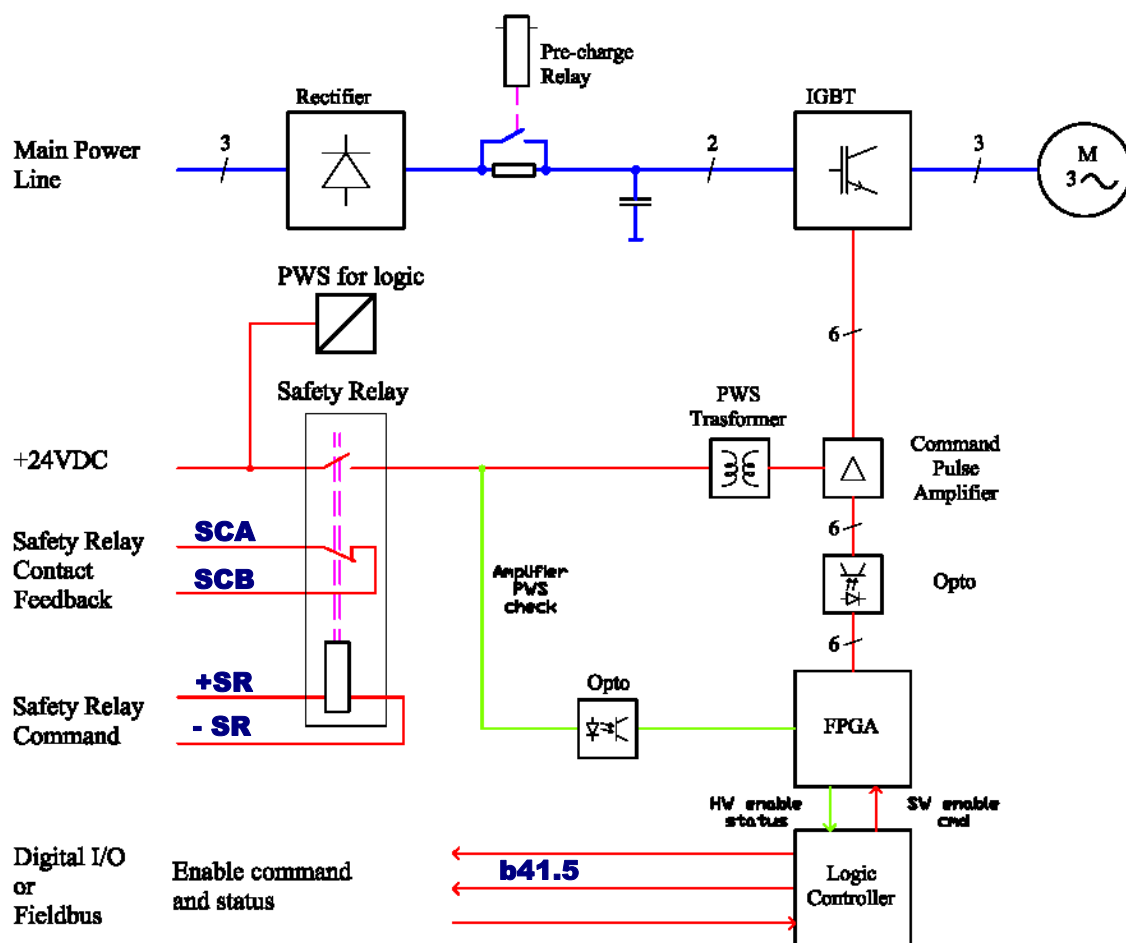 Pre-charge
Relay
Rectifier
IGBT
Main Power
Line
3
2
3
M
3
PWS for logic
6
Safety Relay
PWS
Trasformer
+24VDC
Command
Pulse
Amplifier
SCA
Safety Relay
Contact
Feedback
SCB
6
Amplifier
PWS
check
Opto
6
+SR
Opto
Safety Relay
Command
- SR
FPGA
HW enable
status
SW enable
cmd
Digital I/O
or
Fieldbus
Enable command
and status
b41.5
Logic
Controller